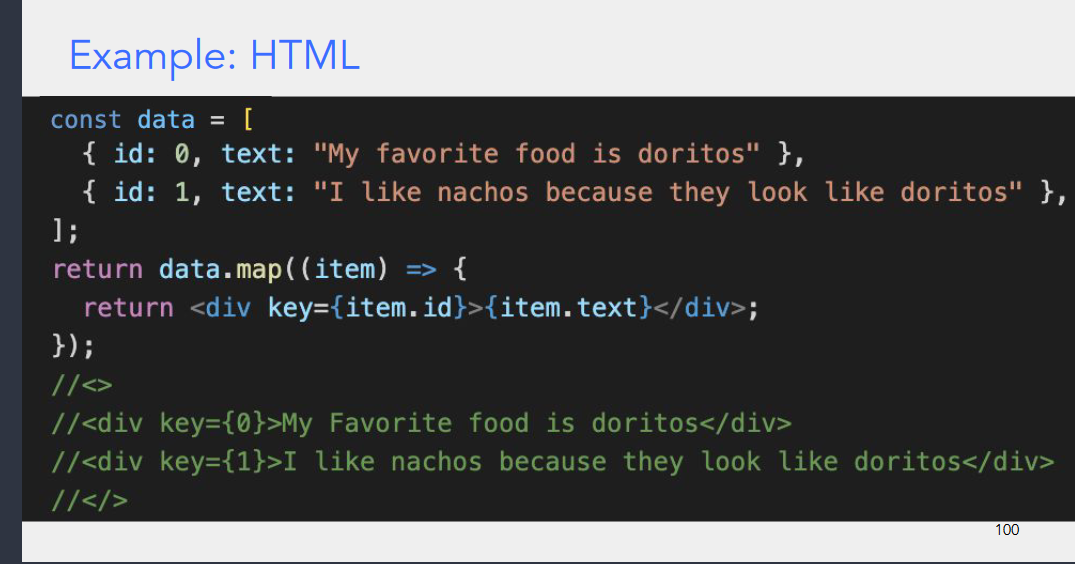 Example: HTML
const data = [
  { id: 0, text: "My favorite food is doritos" },
  { id: 1, text: "I like nachos because they look like doritos" },
];
return data.map((item) => {
  return <div key={item.id}>{item.text}</div>;
});
//<>
//<div key={0}>My Favorite food is doritos</div>
//<div key={1}>I like nachos because they look like doritos</div>
//</>
100